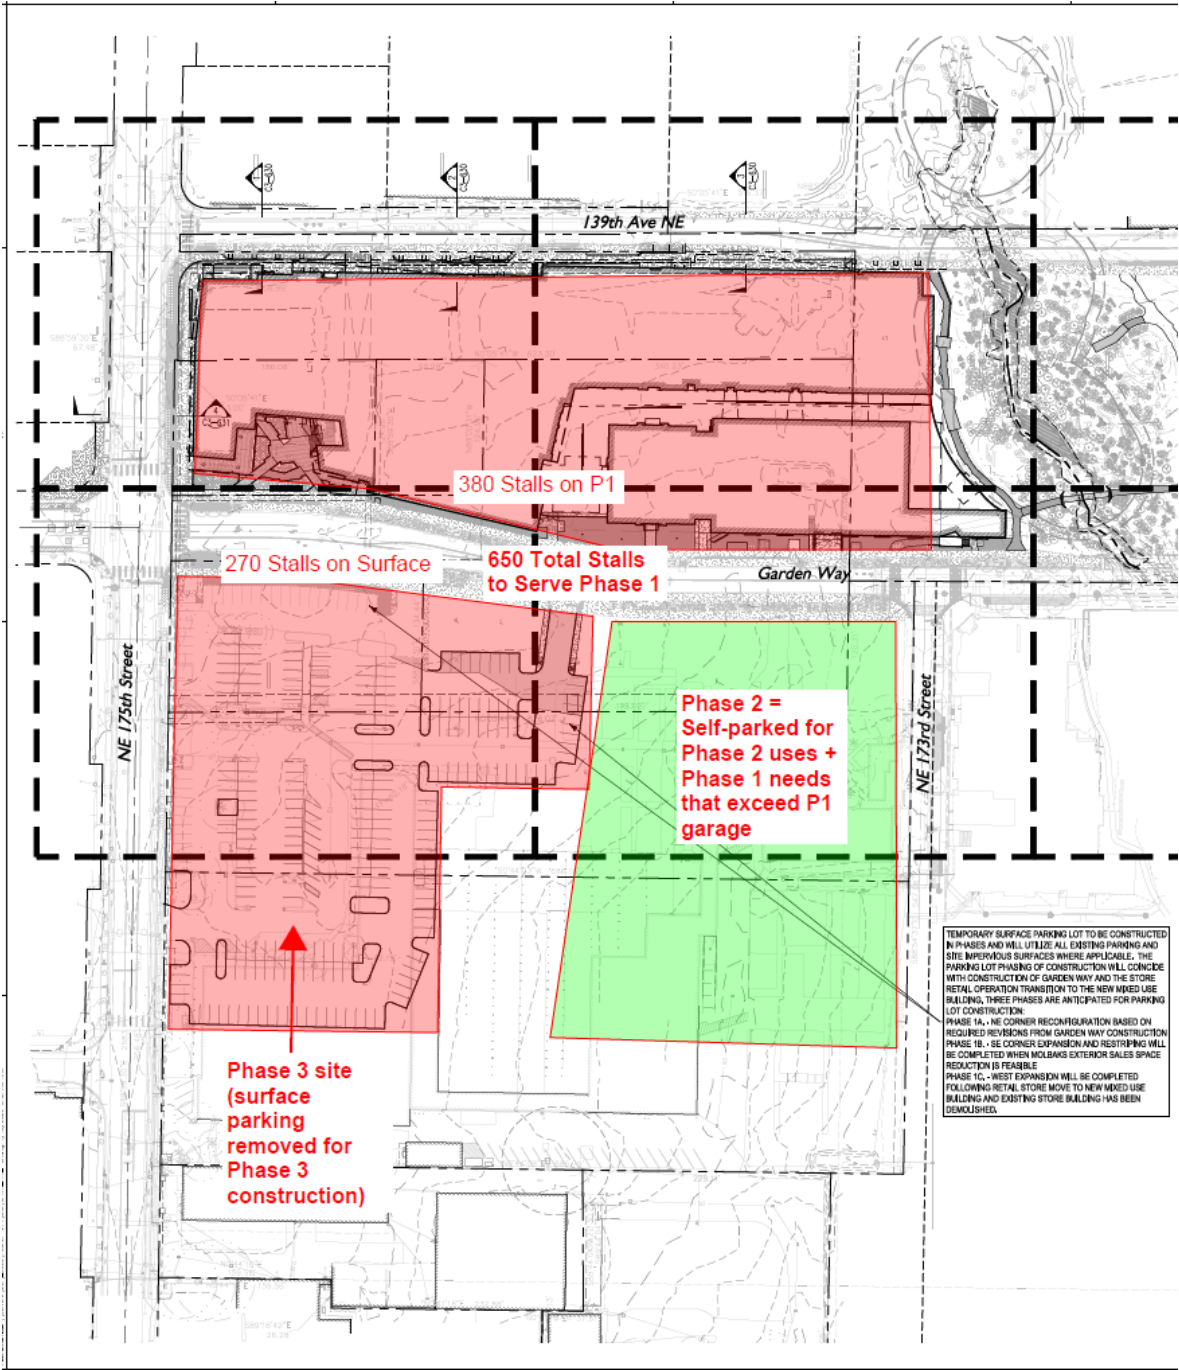 139th Ave NE
380 Stalls on P1
270 Stalls on Surface
650 Total Stalls
to Serve Phase 1
Garden Way
NE 175th Street
NE 173rd Street
Phase 2 =
Self-parked for
Phase 2 uses +
Phase 1 needs
that exceed P1
garage
TEMPORARY SURFACE PARKING LOT TO BE CONSTRUCTED
IN PHASES AND WILL UTILIZE ALL EXISTING PARKING AND
SITE IMPERVIOUS SURFACES WHERE APPLICABLE. THE
PARKING LOT PHASING OF CONSTRUCTION WILL COINCIDE
WITH CONSTRUCTION OF GARDEN WAY AND THE STORE
RETAIL OPERATION TRANSITION TO THE NEW MIXED USE
BUILDING. THREE PHASES ARE ANTICIPATED FOR PARKING
LOT CONSTRUCTION:
PHASE 1A. - NE CORNER RECONFIGURATION BASED ON
REQUIRED REVISIONS FROM GARDEN WAY CONSTRUCTION
PHASE 1B. - SE CORNER EXPANSION AND RESTRIPING WILL
BE COMPLETED WHEN MOLBAKS EXTERIOR SALES SPACE
REDUCTION IS FEASIBLE
PHASE 1C. - WEST EXPANSION WILL BE COMPLETED
FOLLOWING RETAIL STORE MOVE TO NEW MIXED USE
BUILDING AND EXISTING STORE BUILDING HAS BEEN
DEMOLISHED.
Phase 3 site
(surface
parking
removed for
Phase 3
construction)